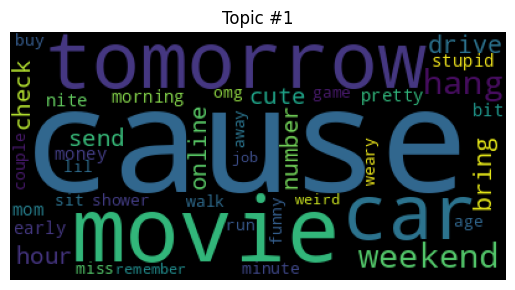 Topic #1
buy tomorrow drive
stupid
check nite morning omg cute game pretty hang
bit
couple send online away number
cause
money job weary bring
lil
mom sit shower walk weird car
movie funny age
early run
hour weekend
miss remember minute